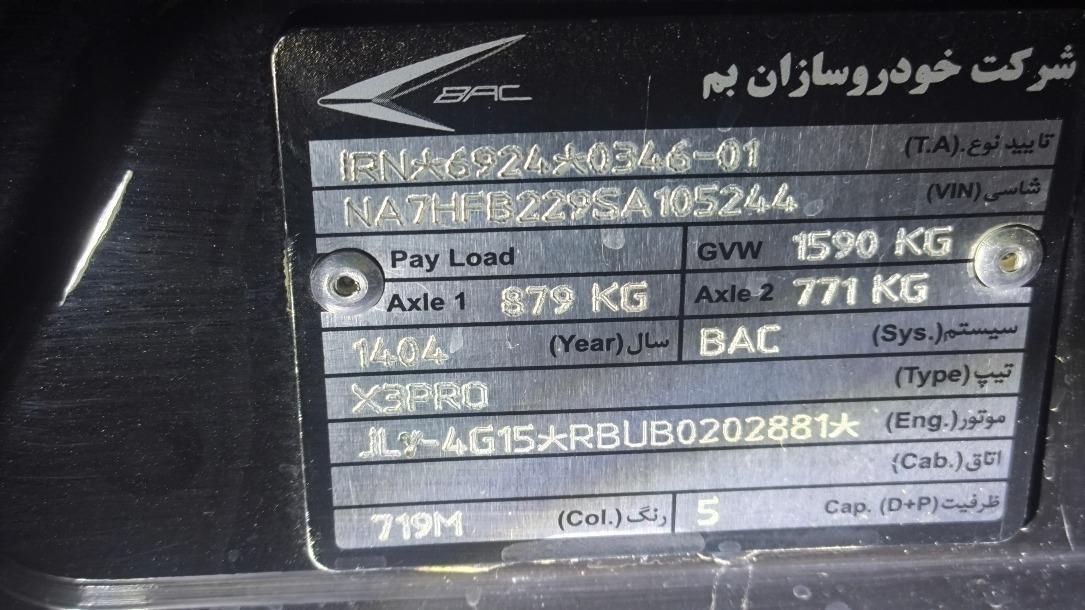 BAC شرکت خودروسازان بم
IRN*6924*0346-01 تایید نوع.(T.A)
NA7HFB229SA105244 شاسی(VIN)
Pay Load GVW 1590 KG
Axle 1 879 KG Axle 2 771 KG
1404 سال(Year) BAC سیستم(Sys.)
X3PRO تیپ(Type)
JLY-4G15*RBUB0202881* موتور(Eng.)
اتاق(Cab.)
719M رنگ(Col.) 5 Cap. (D+P)ظرفیت